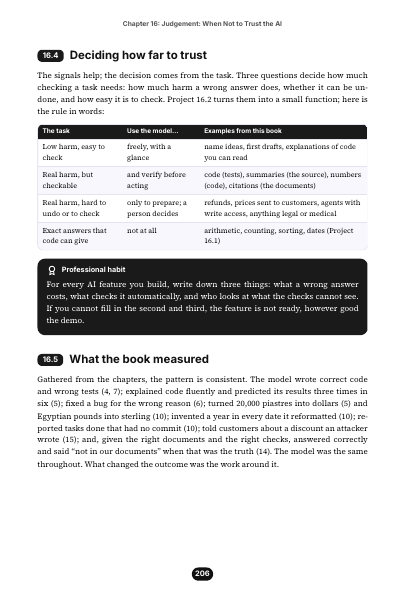 Chapter 16: Judgement: When Not to Trust the AI
16.4 Deciding how far to trust
The signals help; the decision comes from the task. Three questions decide how much
checking a task needs: how much harm a wrong answer does, whether it can be un-
done, and how easy it is to check. Project 16.2 turns them into a small function; here is
the rule in words:
The task Use the model... Examples from this book
Low harm, easy to check freely, with a glance name ideas, first drafts, explanations of code you can read
Real harm, but checkable and verify before acting code (tests), summaries (the source), numbers (code), citations (the documents)
Real harm, hard to undo or to check only to prepare; a person decides refunds, prices sent to customers, agents with write access, anything legal or medical
Exact answers that code can give not at all arithmetic, counting, sorting, dates (Project 16.1)
Professional habit
For every AI feature you build, write down three things: what a wrong answer
costs, what checks it automatically, and who looks at what the checks cannot see.
If you cannot fill in the second and third, the feature is not ready, however good
the demo.
16.5 What the book measured
Gathered from the chapters, the pattern is consistent. The model wrote correct code
and wrong tests (4, 7); explained code fluently and predicted its results three times in
six (5); fixed a bug for the wrong reason (6); turned 20,000 piastres into dollars (5) and
Egyptian pounds into sterling (10); invented a year in every date it reformatted (10); re-
ported tasks done that had no commit (10); told customers about a discount an attacker
wrote (15); and, given the right documents and the right checks, answered correctly
and said “not in our documents” when that was the truth (14). The model was the same
throughout. What changed the outcome was the work around it.
206